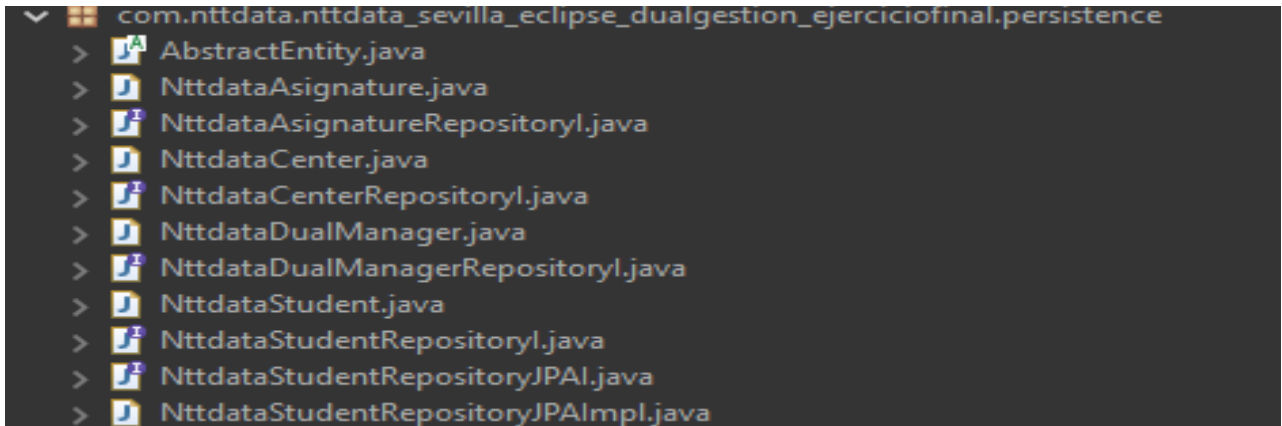 com.nttdata.nttdata_sevilla_eclipse_dualgestion_ejerciciofinal.persistence
AbstractEntity.java
NttdataAsignature.java
NttdataAsignatureRepositoryI.java
NttdataCenter.java
NttdataCenterRepositoryI.java
NttdataDualManager.java
NttdataDualManagerRepositoryI.java
NttdataStudent.java
NttdataStudentRepositoryI.java
NttdataStudentRepositoryJPAI.java
NttdataStudentRepositoryJPAImpl.java